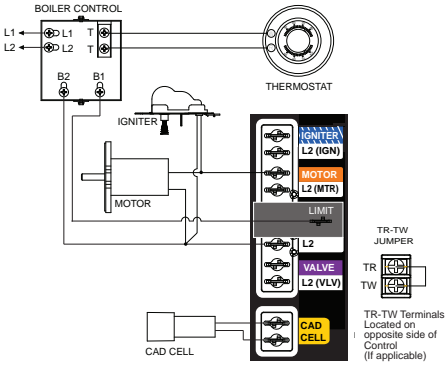 BOILER CONTROL
L1
L1
T
L2
L2
T
B2
B1
THERMOSTAT
IGNITER
IGNITER
L2 (IGN)
MOTOR
L2 (MTR)
MOTOR
LIMIT
L2
VALVE
L2 (VLV)
TR-TW
JUMPER
TR
TW
CAD
CELL
CAD CELL
TR-TW Terminals
Located on
opposite side of
Control
(If applicable)